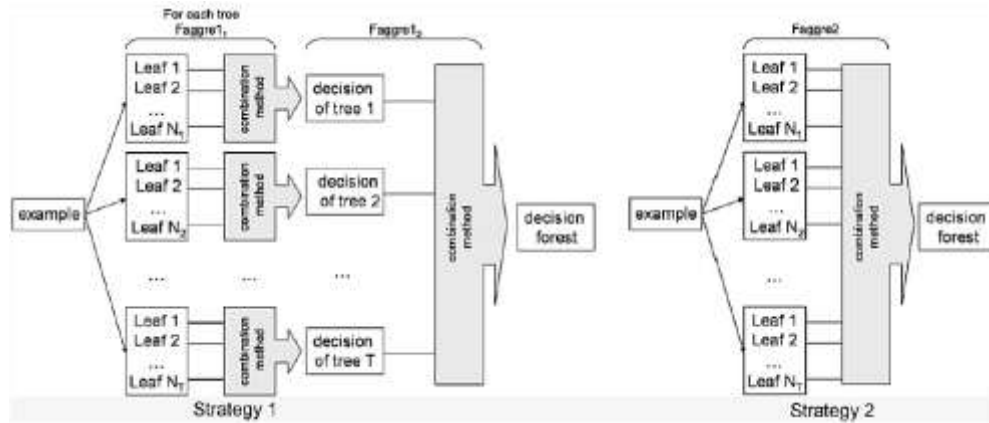 For each tree
Faggre1₁
Faggre1₂
Leaf 1
Leaf 2
...
Leaf N₁
combination
method
decision
of tree 1
Leaf 1
Leaf 2
...
Leaf N₂
combination
method
decision
of tree 2
example
...
...
...
Leaf 1
Leaf 2
...
Leaf N_T
combination
method
decision
of tree T
combination
method
decision
forest
Strategy 1
Faggre2
Leaf 1
Leaf 2
...
Leaf N₁
Leaf 1
Leaf 2
...
Leaf N₂
example
...
Leaf 1
Leaf 2
...
Leaf N_T
combination
method
decision
forest
Strategy 2